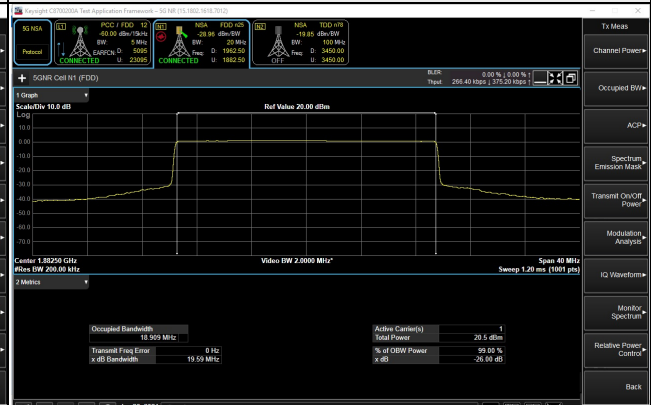 Keysight C8700200A Test Application Framework - 5G NR (15.1802.1618.7012)
5G NSA
Protocol
L1 PCC / FDD 12
-60.00 dBm/15kHz
BW: 5 MHz
EARFCN: D: 5095
CONNECTED U: 23095
N1 NSA FDD n25
-28.96 dBm/BW
BW: 20 MHz
Freq: D: 1962.50
CONNECTED U: 1882.50
N2 NSA TDD n78
-19.85 dBm/BW
BW: 100 MHz
Freq: D: 3450.00
OFF U: 3450.00
Tx Meas
Channel Power
Occupied BW
ACP
Spectrum
Emission Mask
Transmit On/Off
Power
Modulation
Analysis
IQ Waveform
Monitor
Spectrum
Relative Power
Control
Back
5GNR Cell N1 (FDD)
BLER: 0.00 % ↓ 0.00 % ↑
Thput: 266.40 kbps ↓ 375.20 kbps ↑
1 Graph
Scale/Div 10.0 dB Ref Value 20.00 dBm
Log
10.0
0.00
-10.0
-20.0
-30.0
-40.0
-50.0
-60.0
-70.0
Center 1.88250 GHz Video BW 2.0000 MHz* Span 40 MHz
#Res BW 200.00 kHz Sweep 1.20 ms (1001 pts)
2 Metrics
Occupied Bandwidth
18.909 MHz
Transmit Freq Error 0 Hz
x dB Bandwidth 19.59 MHz
Active Carrier(s) 1
Total Power 20.5 dBm
% of OBW Power 99.00 %
x dB -26.00 dB